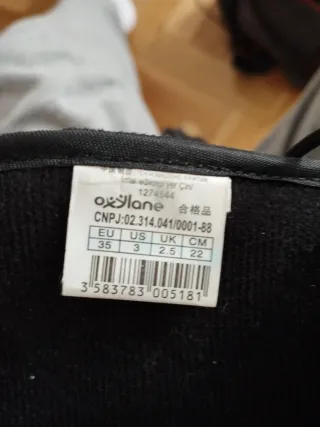 1274544
oxylane 合格品
CNPJ:02.314.041/0001-88
EU US UK CM
35 3 2.5 22
3 583783 005181